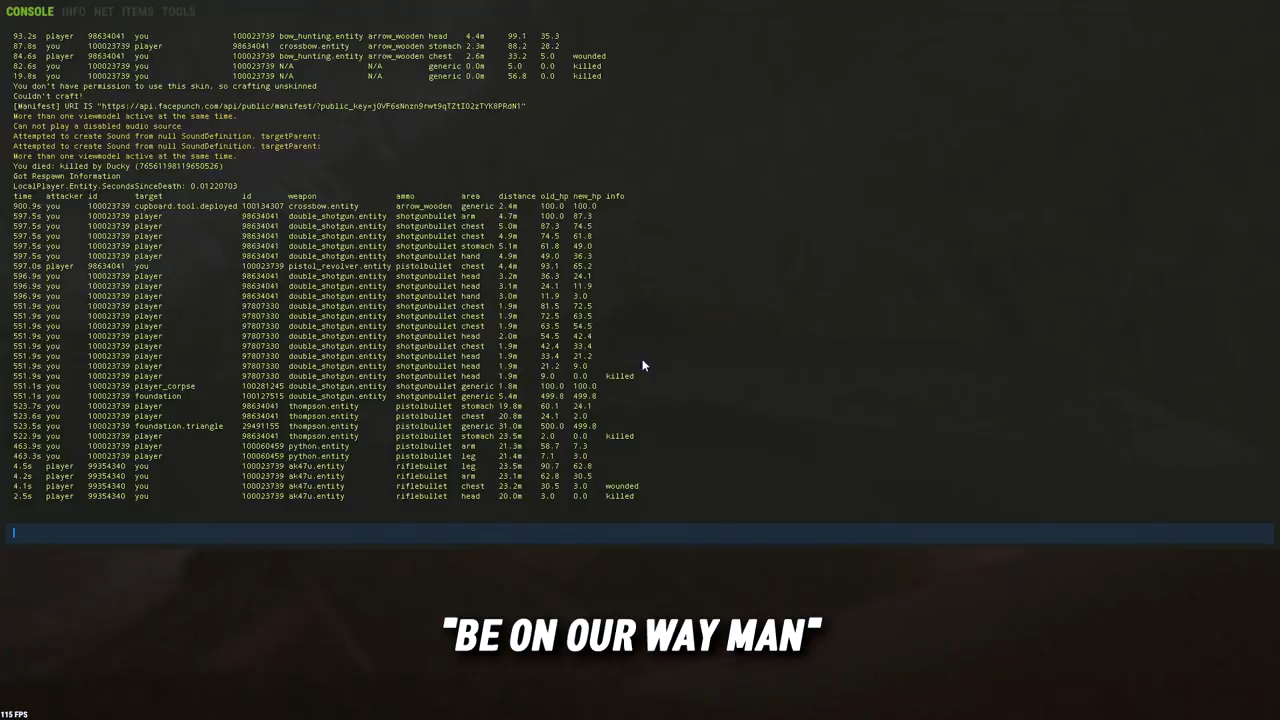 CONSOLE INFO NET ITEMS TOOLS
93.2s player 98634041 you 100023739 bow_hunting.entity arrow_wooden head 4.4m 99.1 35.3
87.8s you 100023739 player 98634041 crossbow.entity arrow_wooden stomach 2.3m 88.2 28.2
84.6s you 100023739 bow_hunting.entity arrow_wooden chest 2.6m 33.2 5.0 wounded
82.6s you 100023739 N/A N/A generic 0.0m 5.0 0.0 killed
19.8s you 100023739 N/A N/A generic 0.0m 56.8 0.0 killed
You don't have permission to use this skin, so crafting unskinned
Couldn't craft!
[Manifest] URI IS "https://api.facepunch.com/api/public/manifest/?public_key=j0VF6sNnzn9rwt9qTZtIO2zTYK8PRdN1"
More than one viewmodel active at the same time.
Can not play a disabled audio source
Attempted to create Sound from null SoundDefinition. targetParent:
Attempted to create Sound from null SoundDefinition. targetParent:
More than one viewmodel active at the same time.
You died: killed by Ducky (76561198119650526)
Got Respawn Information
LocalPlayer.Entity.SecondsSinceDeath: 0.01220703
time attacker id target id weapon ammo area distance old_hp new_hp info
900.9s you 100023739 cupboard.tool.deployed 100134307 crossbow.entity arrow_wooden generic 2.4m 100.0 100.0
597.5s you 100023739 player 98634041 double_shotgun.entity shotgunbullet arm 4.7m 100.0 87.3
597.5s you 100023739 player 98634041 double_shotgun.entity shotgunbullet chest 5.0m 87.3 74.5
597.5s you 100023739 player 98634041 double_shotgun.entity shotgunbullet chest 4.9m 74.5 61.8
597.5s you 100023739 player 98634041 double_shotgun.entity shotgunbullet stomach 5.1m 61.8 49.0
597.5s you 100023739 player 98634041 double_shotgun.entity shotgunbullet hand 4.9m 49.0 36.3
597.0s player 98634041 you 100023739 pistol_revolver.entity pistolbullet chest 4.4m 93.1 65.2
596.9s you 100023739 player 98634041 double_shotgun.entity shotgunbullet head 3.2m 36.3 24.1
596.9s you 100023739 player 98634041 double_shotgun.entity shotgunbullet head 3.1m 24.1 11.9
596.9s you 100023739 player 98634041 double_shotgun.entity shotgunbullet hand 3.0m 11.9 3.0
551.9s you 100023739 player 97807330 double_shotgun.entity shotgunbullet chest 1.9m 81.5 72.5
551.9s you 100023739 player 97807330 double_shotgun.entity shotgunbullet chest 1.9m 72.5 63.5
551.9s you 100023739 player 97807330 double_shotgun.entity shotgunbullet chest 1.9m 63.5 54.5
551.9s you 100023739 player 97807330 double_shotgun.entity shotgunbullet head 2.0m 54.5 42.4
551.9s you 100023739 player 97807330 double_shotgun.entity shotgunbullet chest 1.9m 42.4 33.4
551.9s you 100023739 player 97807330 double_shotgun.entity shotgunbullet head 1.9m 33.4 21.2
551.9s you 100023739 player 97807330 double_shotgun.entity shotgunbullet head 1.9m 21.2 9.0
551.9s you 100023739 player 97807330 double_shotgun.entity shotgunbullet head 1.9m 9.0 0.0 killed
551.1s you 100023739 player_corpse 100281245 double_shotgun.entity shotgunbullet generic 1.8m 100.0 100.0
551.1s you 100023739 foundation 100127515 double_shotgun.entity shotgunbullet generic 5.4m 499.8 499.8
523.7s you 100023739 player 98634041 thompson.entity pistolbullet stomach 19.8m 60.1 24.1
523.6s you 100023739 player 98634041 thompson.entity pistolbullet chest 20.8m 24.1 2.0
523.5s you 100023739 foundation.triangle 29491155 thompson.entity pistolbullet generic 31.0m 500.0 499.8
522.9s you 100023739 player 98634041 thompson.entity pistolbullet stomach 23.5m 2.0 0.0 killed
463.9s you 100023739 player 100060459 python.entity pistolbullet arm 21.3m 58.7 7.3
463.3s you 100023739 player 100060459 python.entity pistolbullet leg 21.4m 7.1 3.0
4.5s player 99354340 you 100023739 ak47u.entity riflebullet leg 23.5m 90.7 62.8
4.2s player 99354340 you 100023739 ak47u.entity riflebullet arm 23.1m 62.8 30.5
4.1s player 99354340 you 100023739 ak47u.entity riflebullet chest 23.2m 30.5 3.0 wounded
2.5s player 99354340 you 100023739 ak47u.entity riflebullet head 20.0m 3.0 0.0 killed
"BE ON OUR WAY MAN"
115 FPS